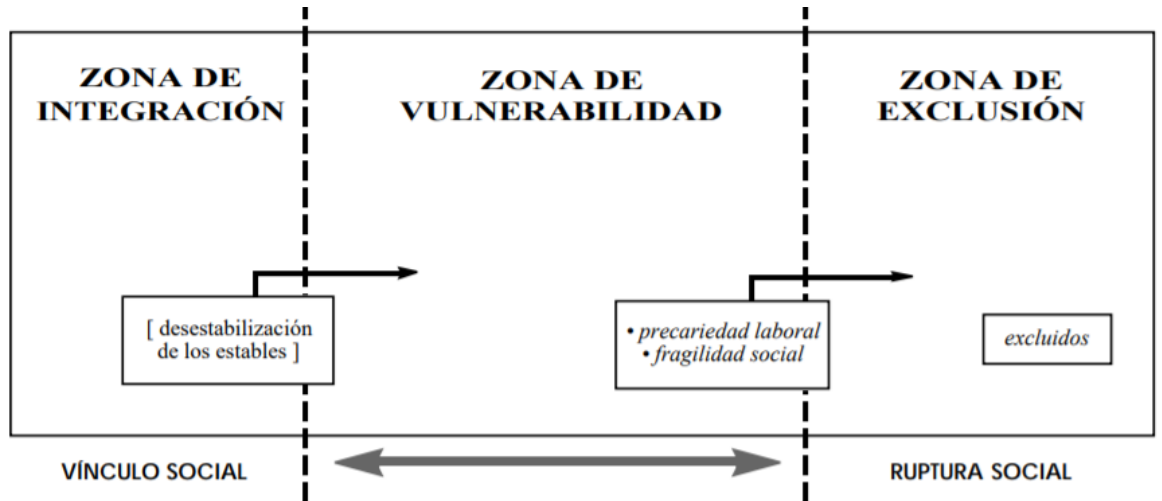 ZONA DE
INTEGRACIÓN
ZONA DE
VULNERABILIDAD
ZONA DE
EXCLUSIÓN
[ desestabilización
de los estables ]
• precariedad laboral
• fragilidad social
excluidos
VÍNCULO SOCIAL
RUPTURA SOCIAL